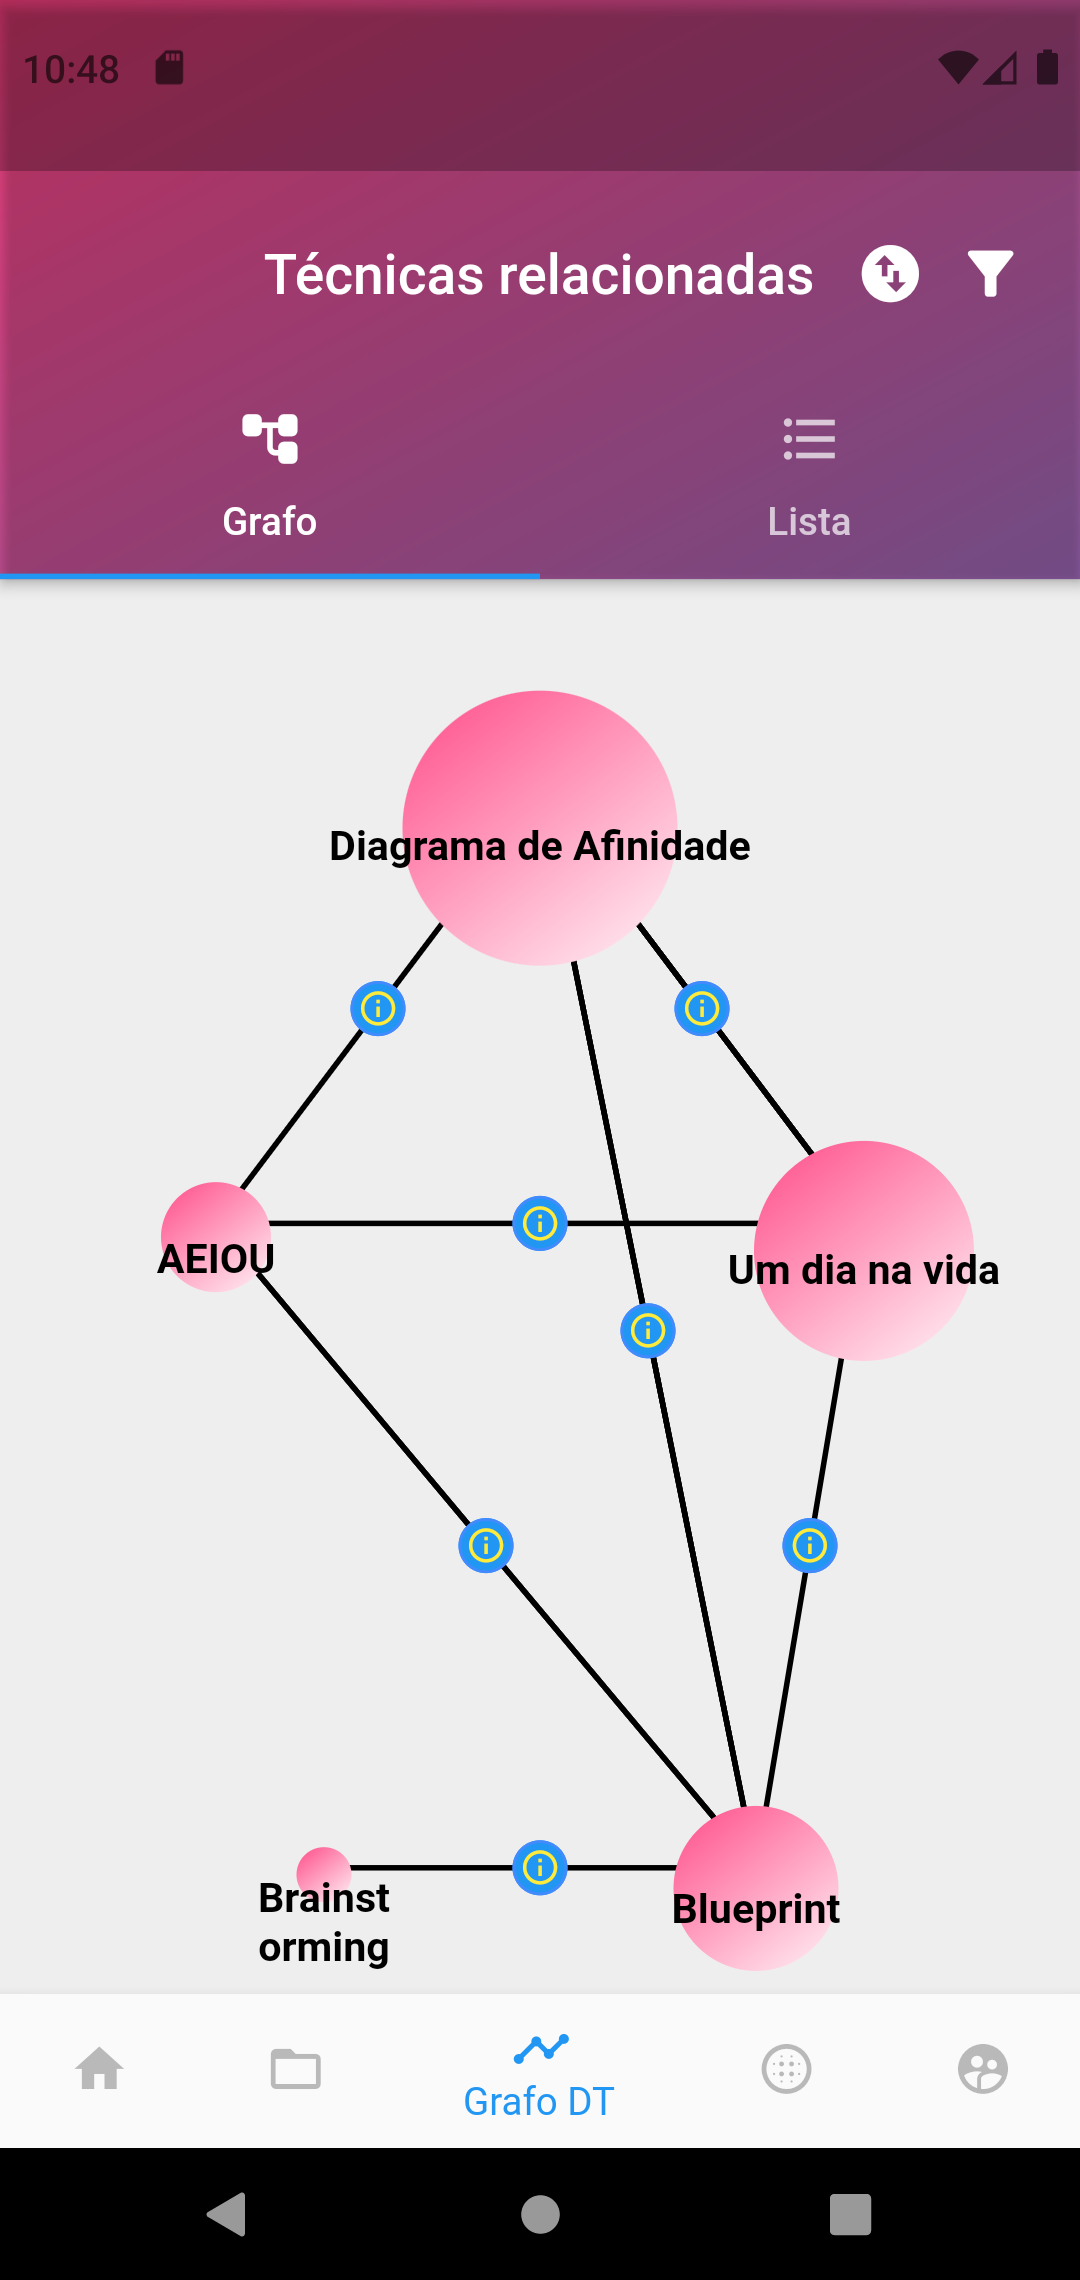 10:48
Técnicas relacionadas
Grafo
Lista
Diagrama de Afinidade
AEIOU
Um dia na vida
Brainst
orming
Blueprint
Grafo DT